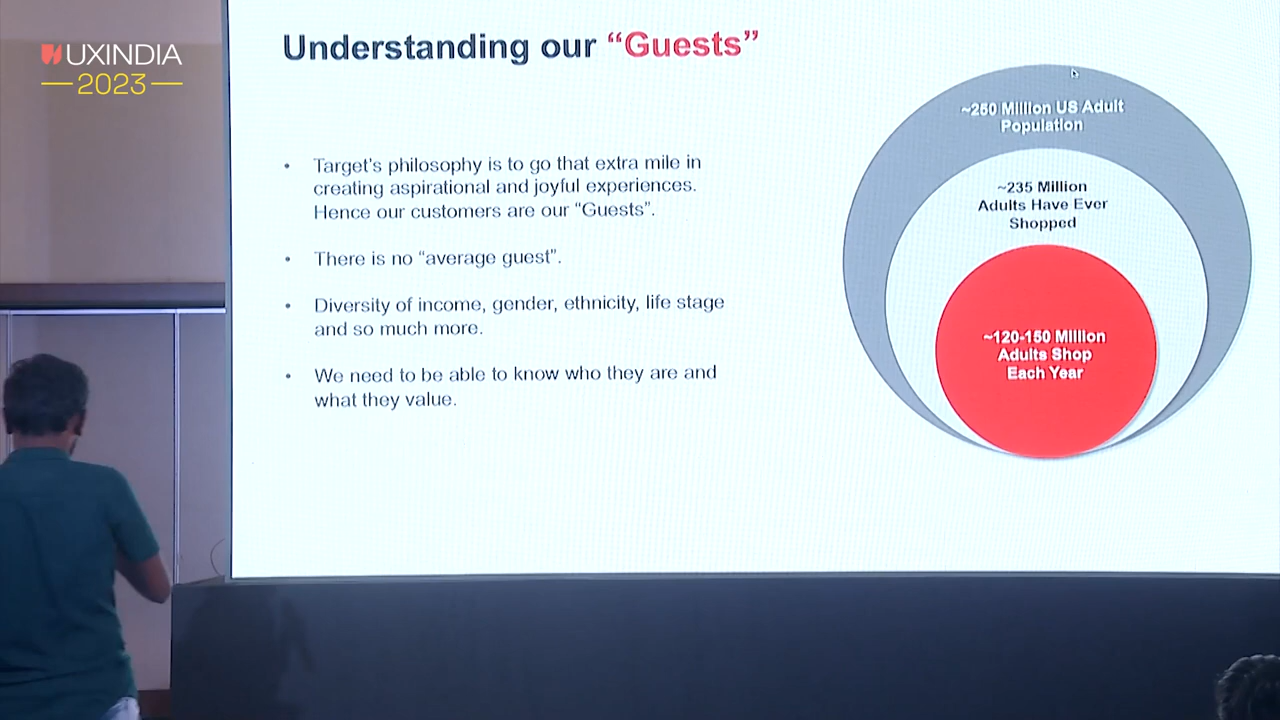 UXINDIA
2023
Understanding our “Guests”
• Target's philosophy is to go that extra mile in
creating aspirational and joyful experiences.
Hence our customers are our “Guests”.
• There is no “average guest”.
• Diversity of income, gender, ethnicity, life stage
and so much more.
• We need to be able to know who they are and
what they value.
~250 Million US Adult
Population
~235 Million
Adults Have Ever
Shopped
~120-150 Million
Adults Shop
Each Year